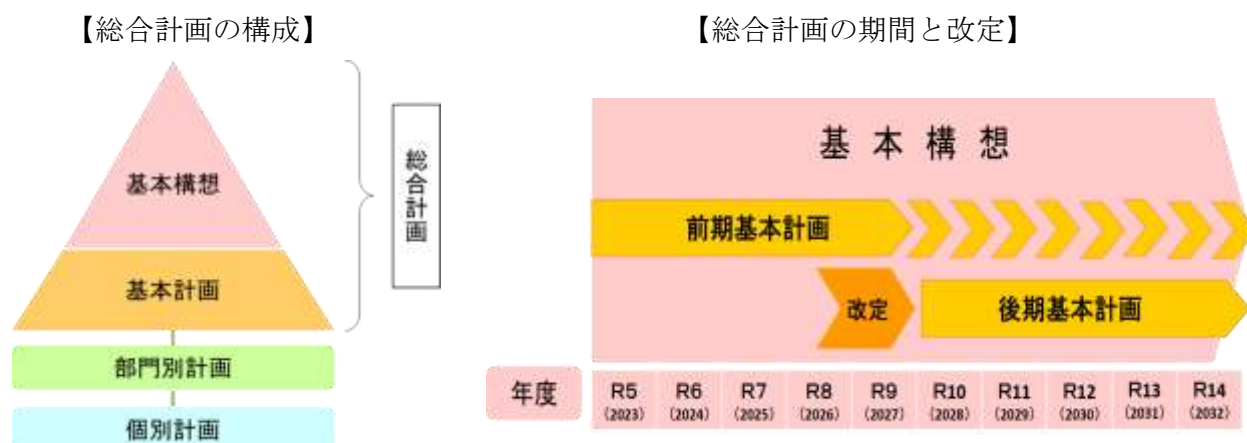 【総合計画の構成】
基本構想
基本計画
総合計画
部門別計画
個別計画
【総合計画の期間と改定】
基本構想
前期基本計画
改定
後期基本計画
年度
R5 R6 R7 R8 R9 R10 R11 R12 R13 R14
(2023) (2024) (2025) (2026) (2027) (2028) (2029) (2030) (2031) (2032)